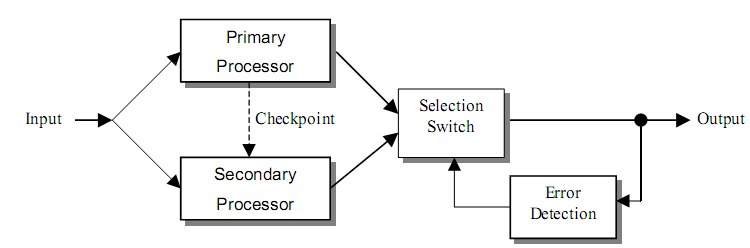 Primary
Processor
Input
Checkpoint
Selection
Switch
Output
Secondary
Processor
Error
Detection